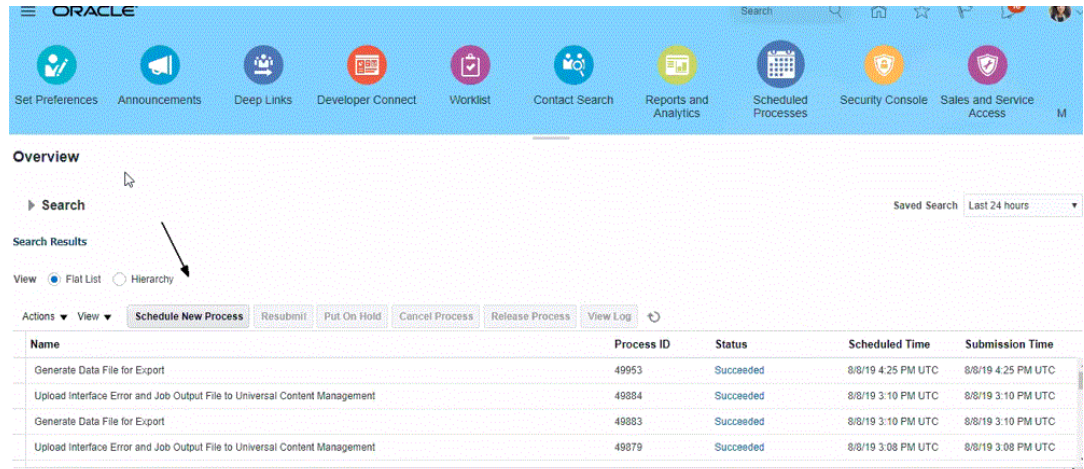 ORACLE
Search
Set Preferences
Announcements
Deep Links
Developer Connect
Worklist
Contact Search
Reports and
Analytics
Scheduled
Processes
Security Console
Sales and Service
Access
M
Overview
Search
Saved Search Last 24 hours
Search Results
View Flat List Hierarchy
Actions View Schedule New Process Resubmit Put On Hold Cancel Process Release Process View Log
Name Process ID Status Scheduled Time Submission Time
Generate Data File for Export 49953 Succeeded 8/8/19 4:25 PM UTC 8/8/19 4:25 PM UTC
Upload Interface Error and Job Output File to Universal Content Management 49884 Succeeded 8/8/19 3:10 PM UTC 8/8/19 3:10 PM UTC
Generate Data File for Export 49883 Succeeded 8/8/19 3:10 PM UTC 8/8/19 3:10 PM UTC
Upload Interface Error and Job Output File to Universal Content Management 49879 Succeeded 8/8/19 3:08 PM UTC 8/8/19 3:08 PM UTC